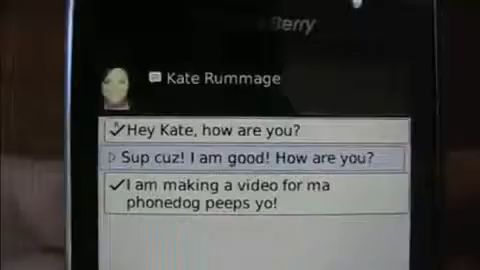 Berry
Kate Rummage
Hey Kate, how are you?
Sup cuz! I am good! How are you?
I am making a video for ma
phonedog peeps yo!